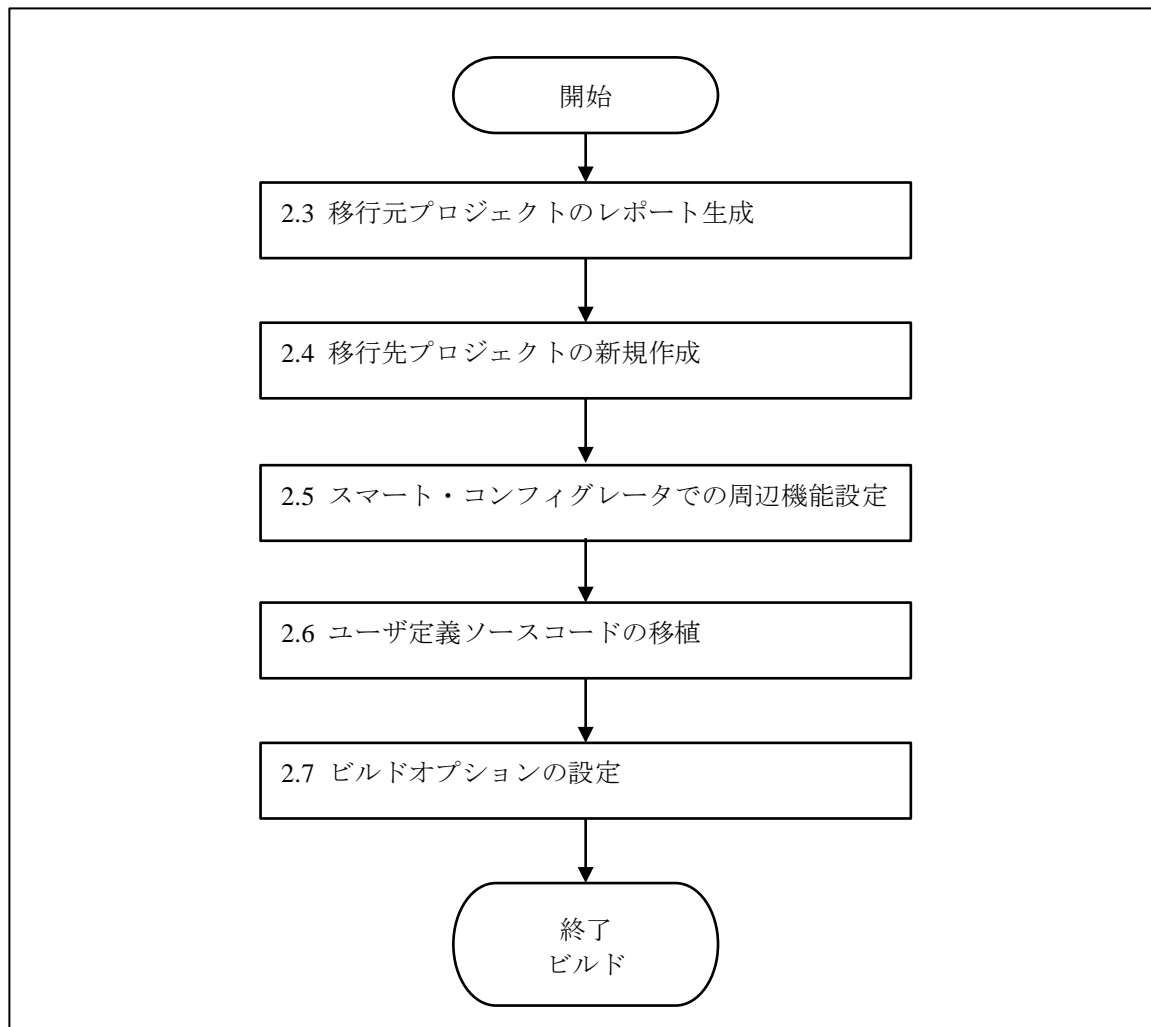 開始
2.3 移行元プロジェクトのレポート生成
2.4 移行先プロジェクトの新規作成
2.5 スマート・コンフィグレータでの周辺機能設定
2.6 ユーザ定義ソースコードの移植
2.7 ビルドオプションの設定
終了
ビルド